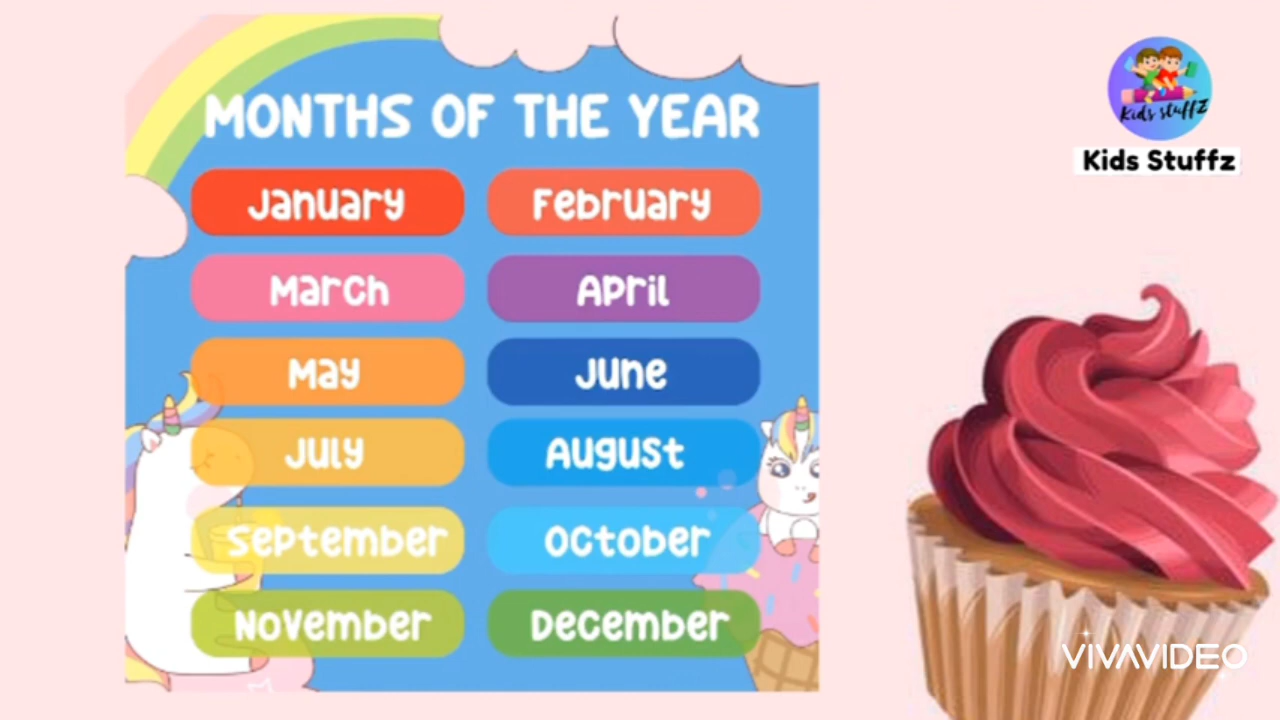 MONTHS OF THE YEAR
January February
March April
May June
July August
September October
November December
Kids StuffZ
Kids Stuffz
VIVAVIDEO